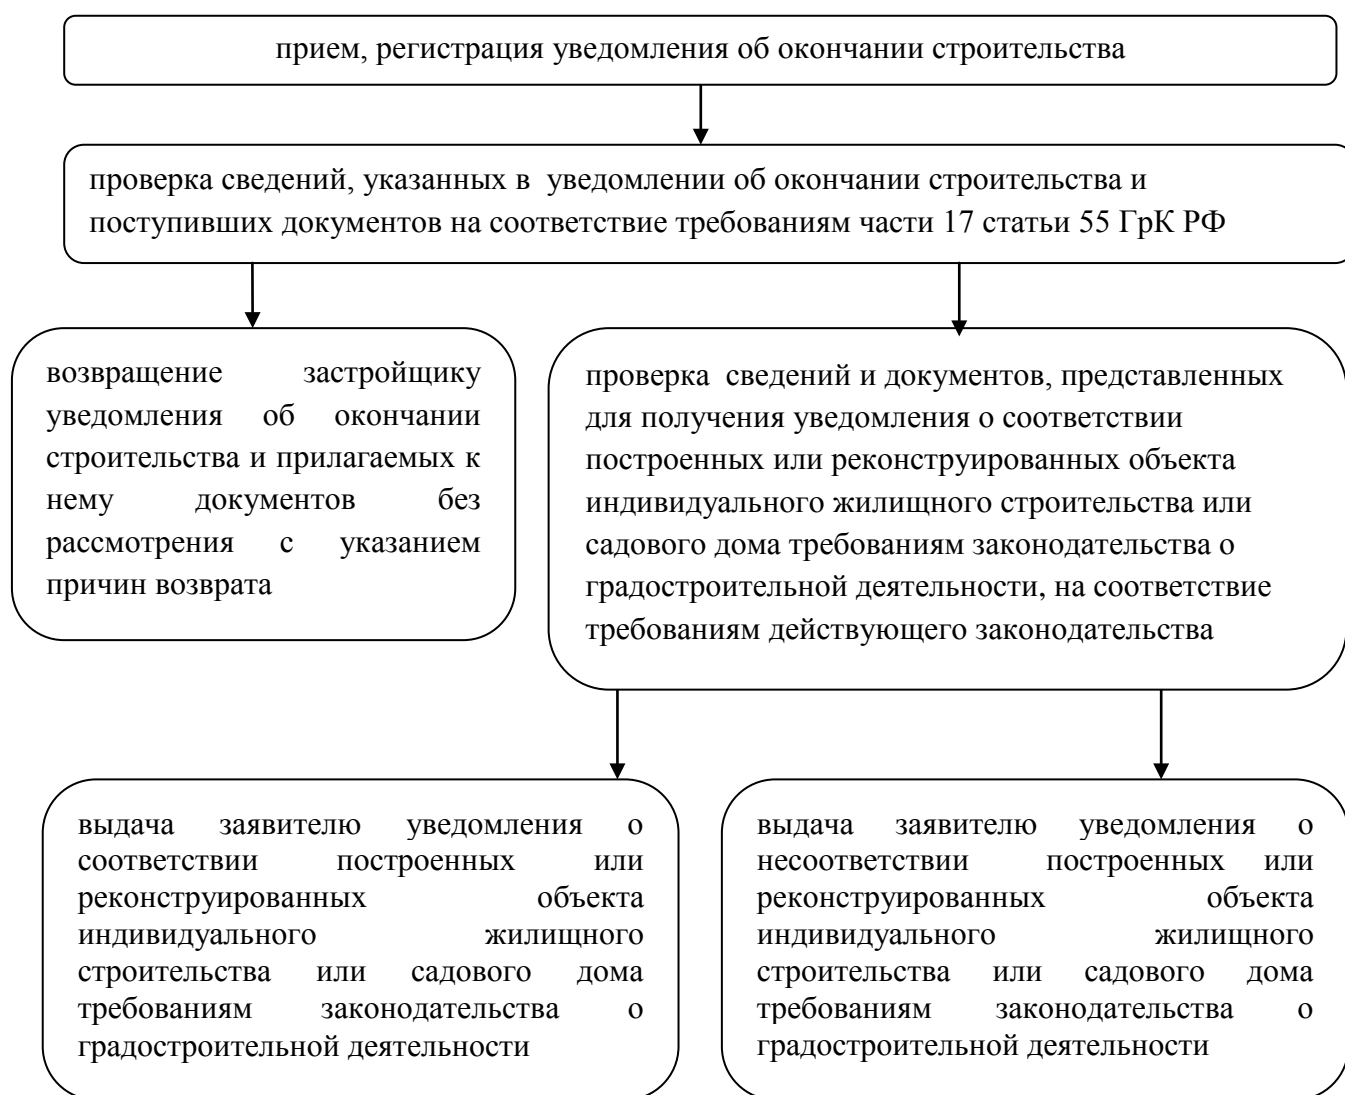 прием, регистрация уведомления об окончании строительства
проверка сведений, указанных в уведомлении об окончании строительства и
поступивших документов на соответствие требованиям части 17 статьи 55 ГрК РФ
возвращение застройщику
уведомления об окончании
строительства и прилагаемых к
нему документов без
рассмотрения с указанием
причин возврата
проверка сведений и документов, представленных
для получения уведомления о соответствии
построенных или реконструированных объекта
индивидуального жилищного строительства или
садового дома требованиям законодательства о
градостроительной деятельности, на соответствие
требованиям действующего законодательства
выдача заявителю уведомления о
соответствии построенных или
реконструированных объекта
индивидуального жилищного
строительства или садового дома
требованиям законодательства о
градостроительной деятельности
выдача заявителю уведомления о
несоответствии построенных или
реконструированных объекта
индивидуального жилищного
строительства или садового дома
требованиям законодательства о
градостроительной деятельности